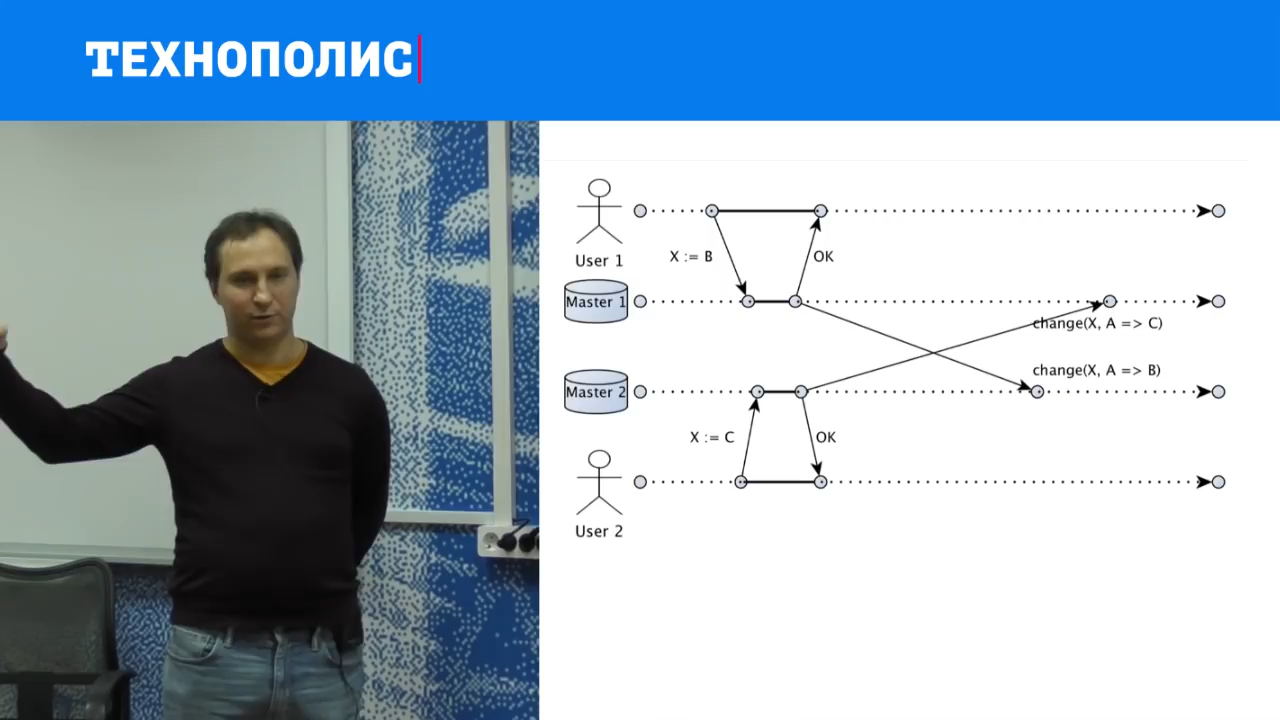 ТЕХНОПОЛИС
User 1
X := B
OK
Master 1
change(X, A => C)
change(X, A => B)
Master 2
X := C
OK
User 2